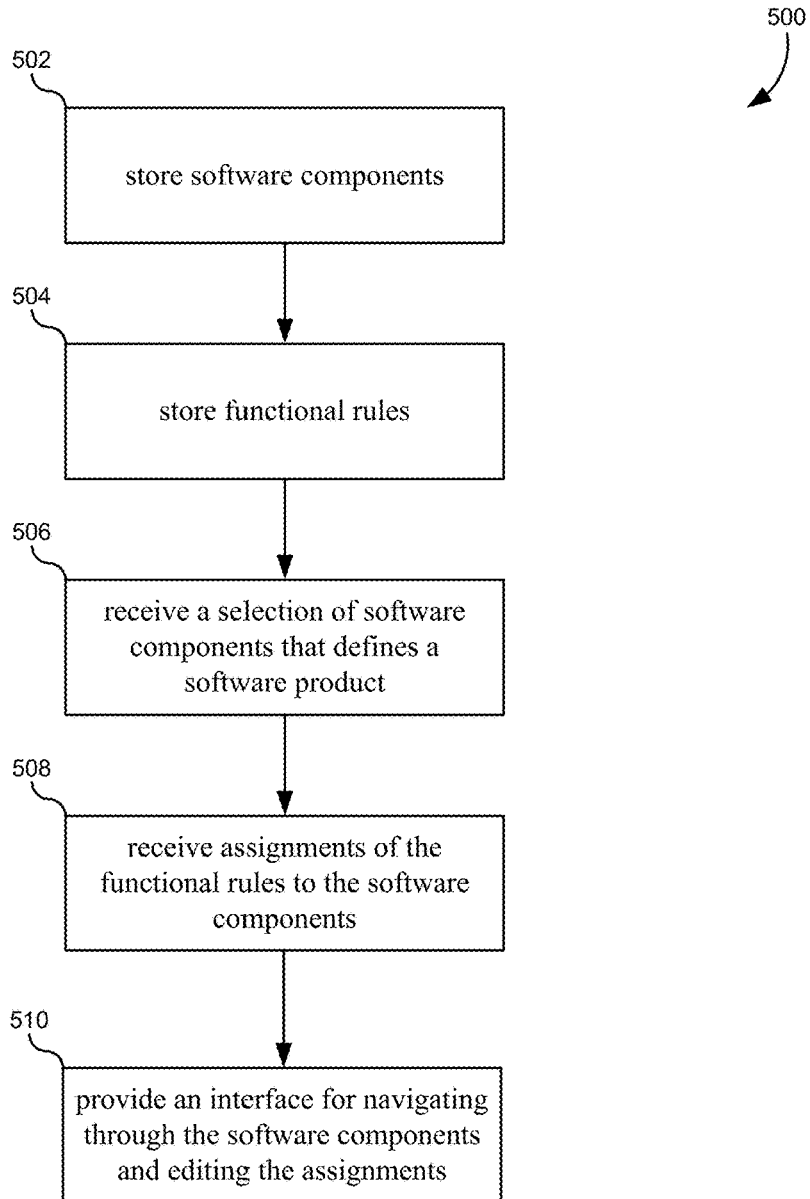 500
502
store software components
504
store functional rules
506
receive a selection of software
components that defines a
software product
508
receive assignments of the
functional rules to the software
components
510
provide an interface for navigating
through the software components
and editing the assignments